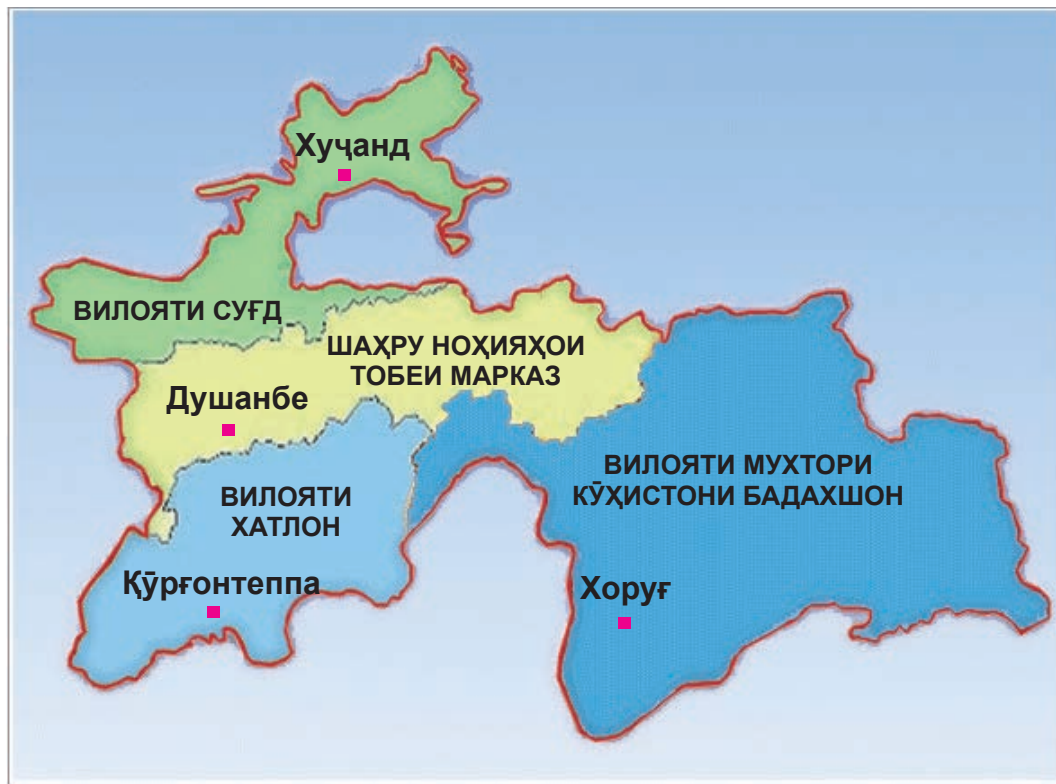 Хуҷанд
ВИЛОЯТИ СУҒД
ШАҲРУ НОҲИЯҲОИ
ТОБЕИ МАРКАЗ
Душанбе
ВИЛОЯТИ
ХАТЛОН
ВИЛОЯТИ МУХТОРИ
КӮҲИСТОНИ БАДАХШОН
Қӯрғонтеппа
Хоруғ